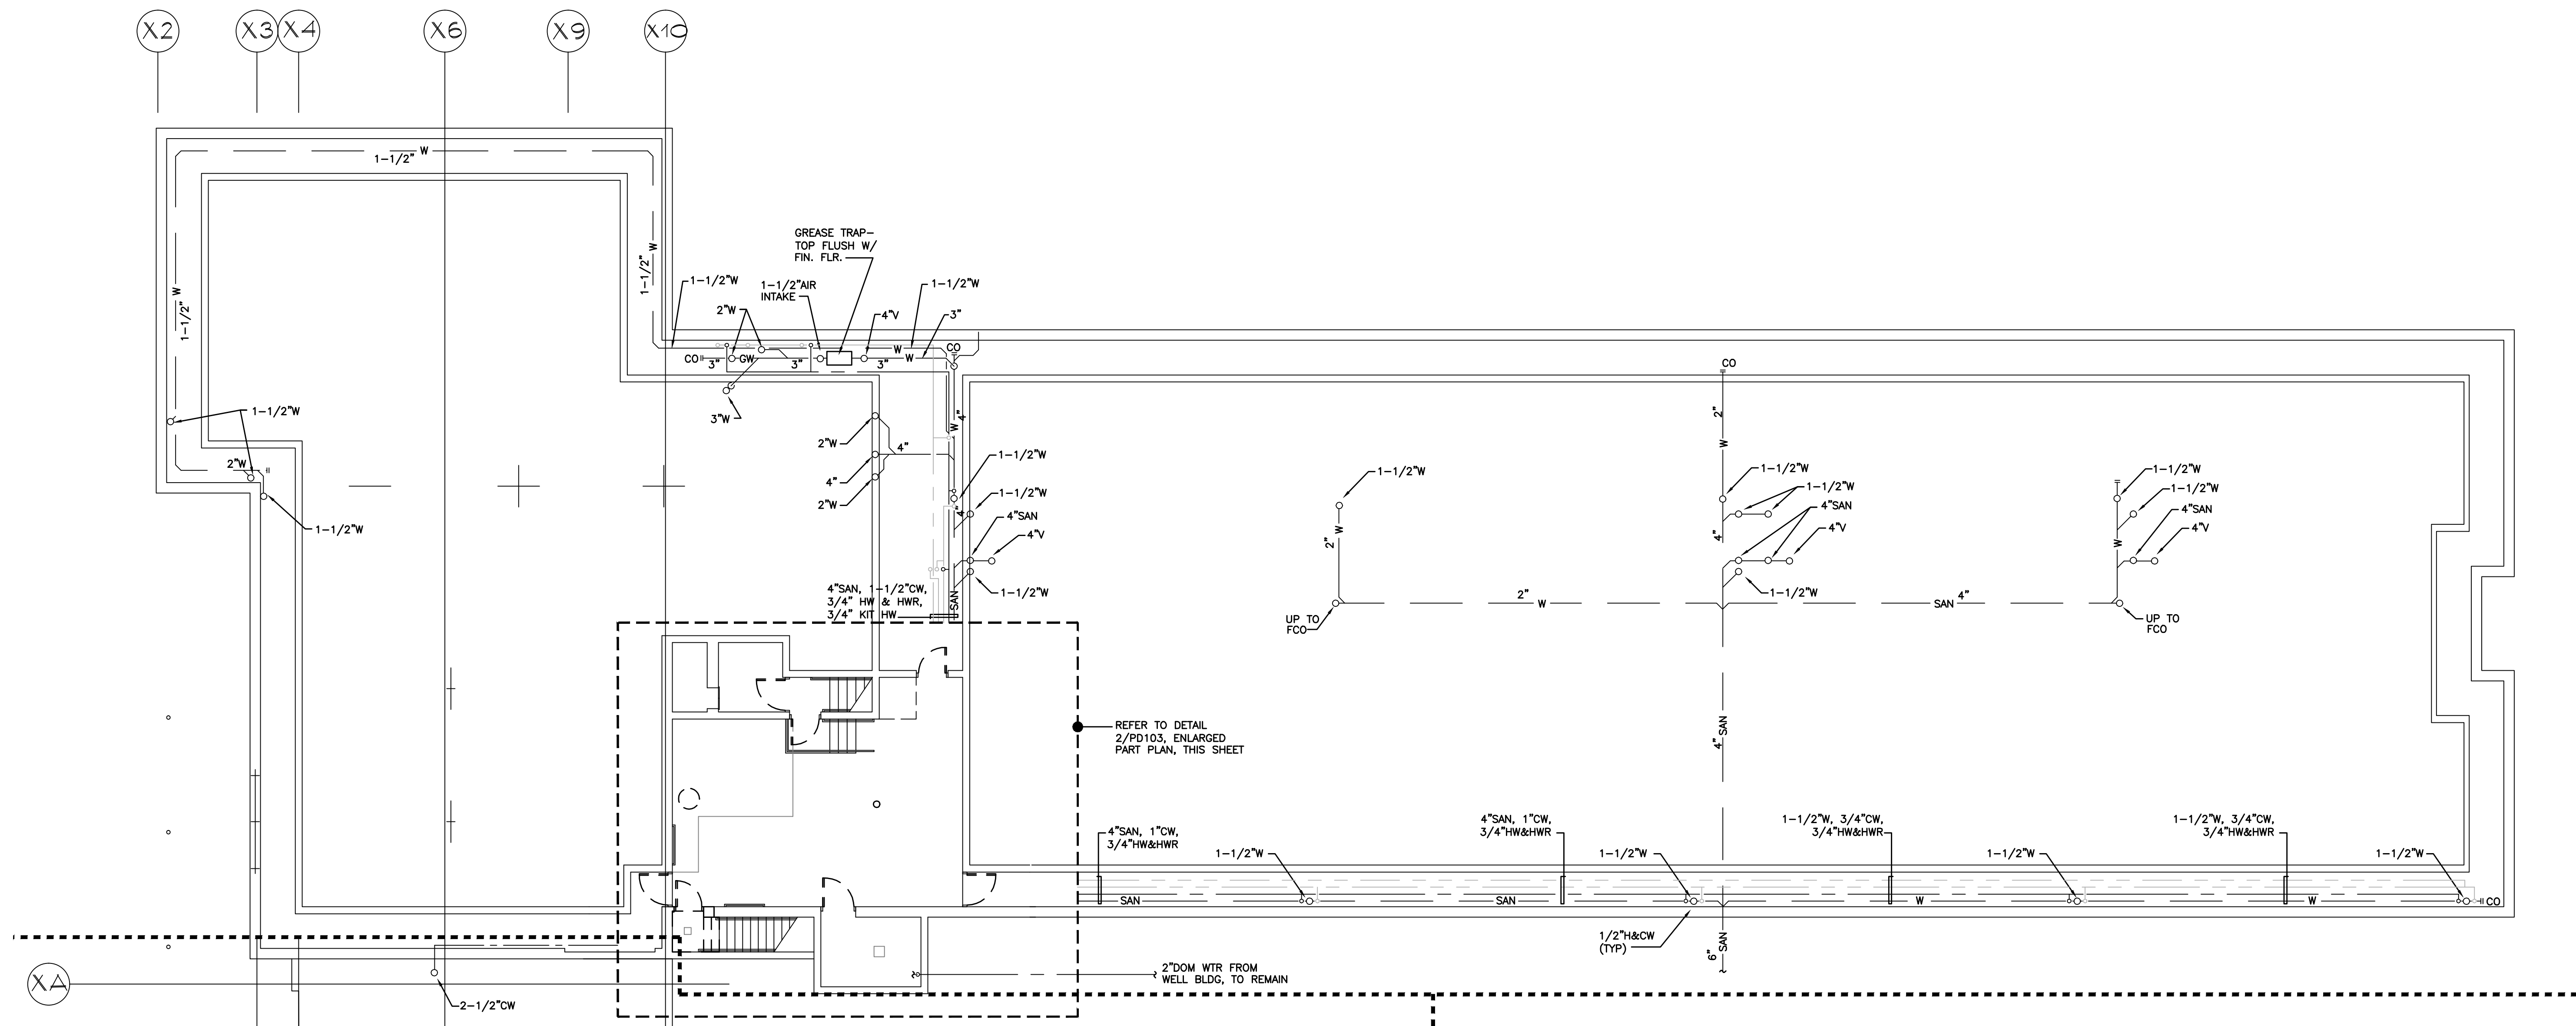 X2
X3
X4
X6
X9
X10
1-1/2"
W
W
1-1/2"
1-1/2"
W
GREASE TRAP-
TOP FLUSH W/
FIN. FLR.
1-1/2"W
1-1/2"AIR
INTAKE
1-1/2"W
2"W
4"V
3"
CO
3"
GW
3"
3"
W
W
CO
3"W
1-1/2"W
2"W
1-1/2"W
2"W
4"
4"
2"W
W
4"
1-1/2"W
1-1/2"W
4"
4"SAN
4"V
1-1/2"W
SAN
4"SAN, 1-1/2"CW,
3/4" HW & HWR,
3/4" KIT HW
CO
2"
W
1-1/2"W
1-1/2"W
1-1/2"W
4"SAN
4"V
4"
1-1/2"W
1-1/2"W
1-1/2"W
4"SAN
4"V
W
2"
W
2"
W
SAN
4"
UP TO
FCO
UP TO
FCO
4" SAN
REFER TO DETAIL
2/PD103, ENLARGED
PART PLAN, THIS SHEET
4"SAN, 1"CW,
3/4"HW&HWR
1-1/2"W
4"SAN, 1"CW,
3/4"HW&HWR
1-1/2"W
1-1/2"W, 3/4"CW,
3/4"HW&HWR
1-1/2"W
1-1/2"W, 3/4"CW,
3/4"HW&HWR
1-1/2"W
SAN
SAN
W
W
CO
1/2"H&CW
(TYP)
6" SAN
2"DOM WTR FROM
WELL BLDG, TO REMAIN
XA
2-1/2"CW